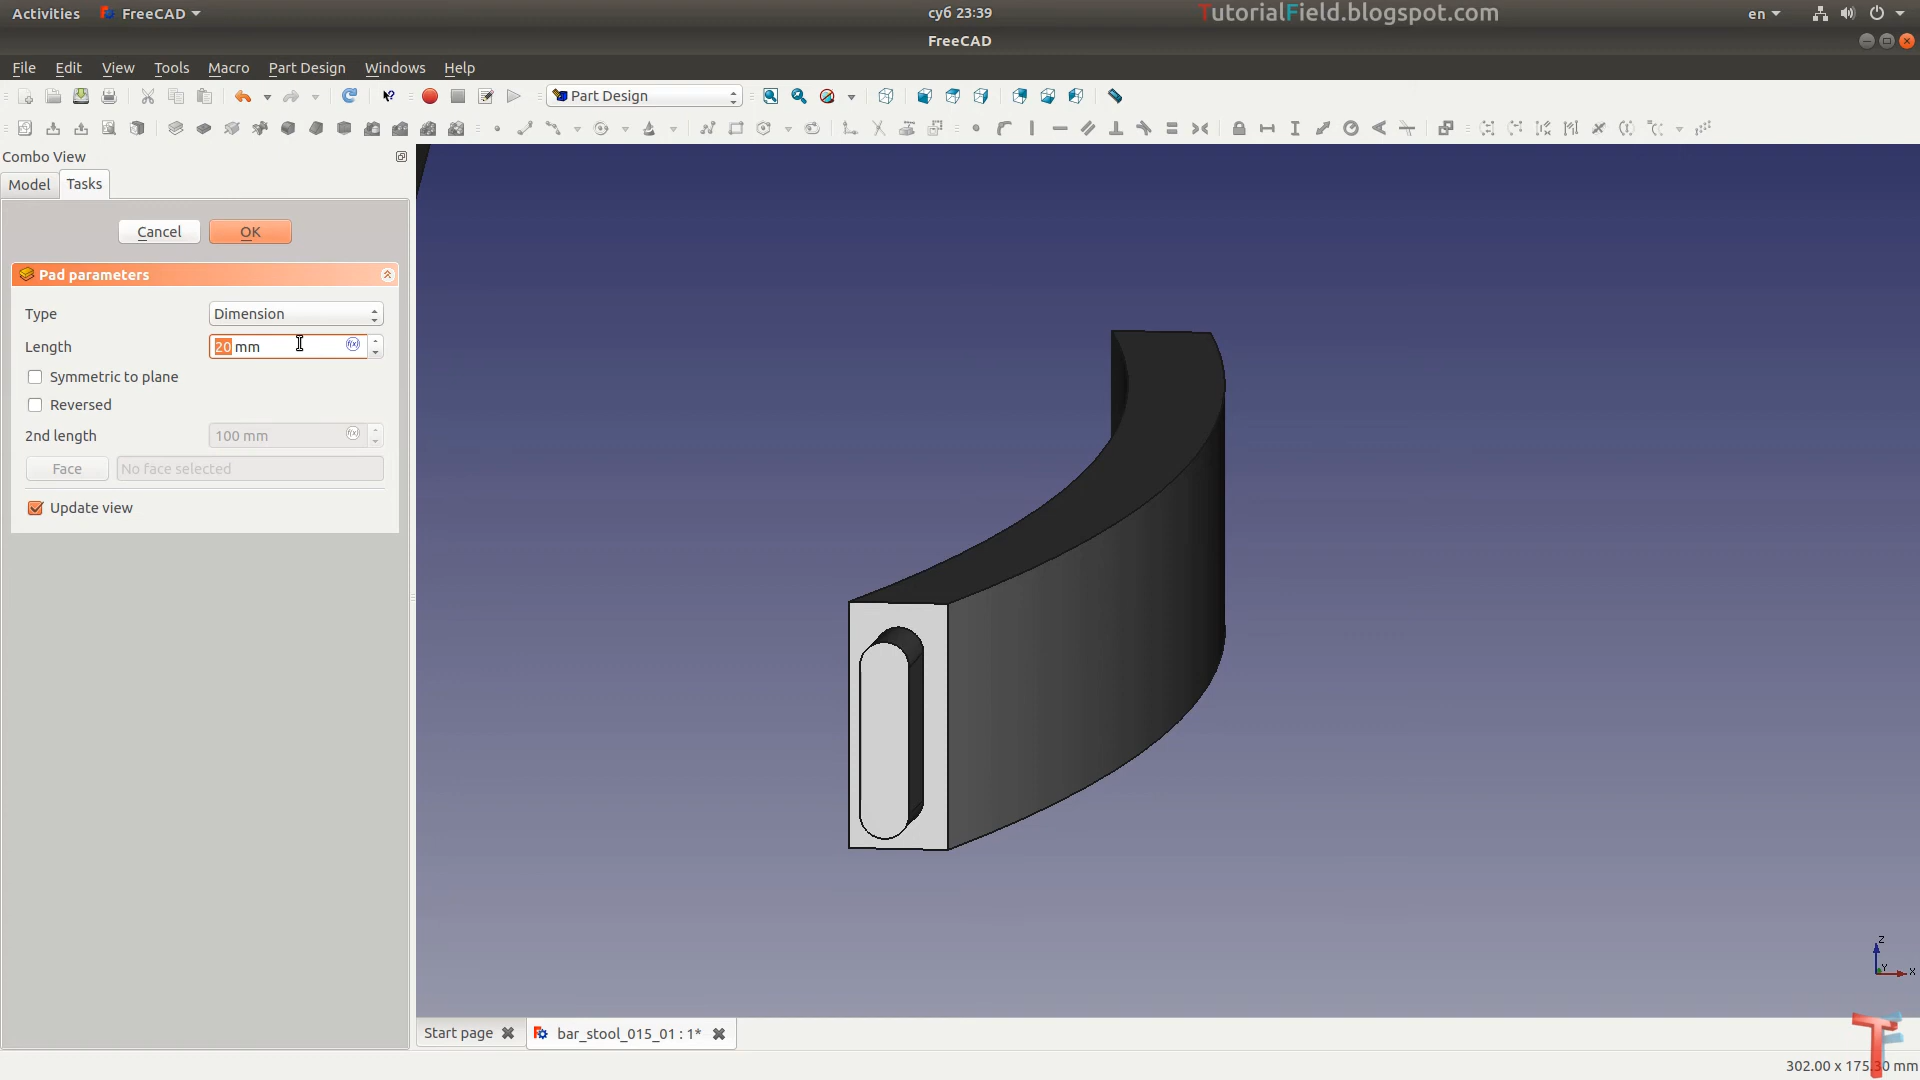 Activities FreeCAD суб 23:39 TutorialField.blogspot.com en
FreeCAD
File Edit View Tools Macro Part Design Windows Help
Part Design
Combo View
Model Tasks
Cancel OK
Pad parameters
Type Dimension
Length 20 mm
Symmetric to plane
Reversed
2nd length 100 mm
Face No face selected
Update view
Z
Y X
Start page bar_stool_015_01 : 1*
302.00 x 175.30 mm